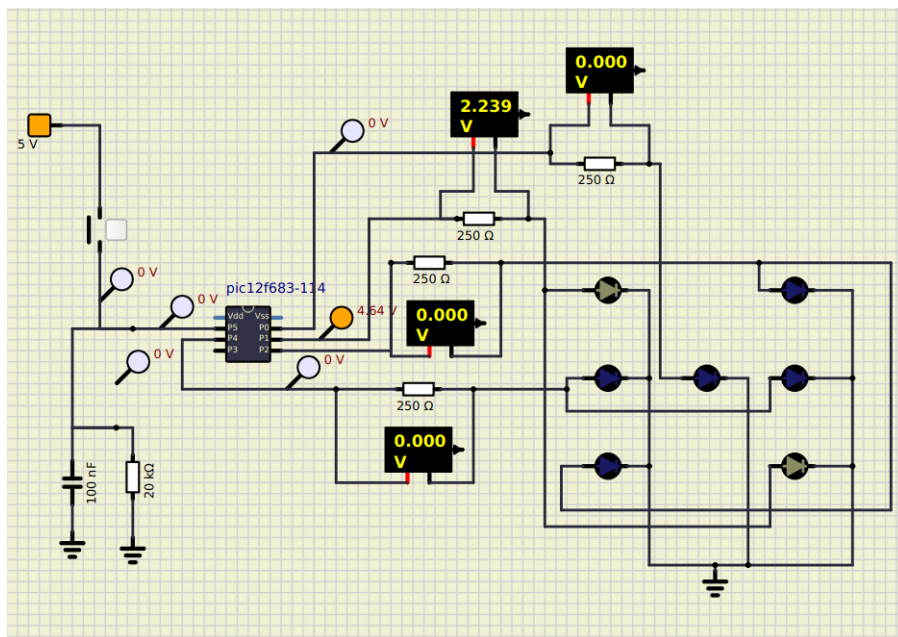 0.000
V
2.239
V
0 V
5 V
250 Ω
250 Ω
250 Ω
0 V
0 V
pic12f683-114
4.64 V
Vdd Vss
P5 P0
P4 P1
P3 P2
0.000
V
0 V
0 V
250 Ω
0.000
V
100 nF
20 kΩ